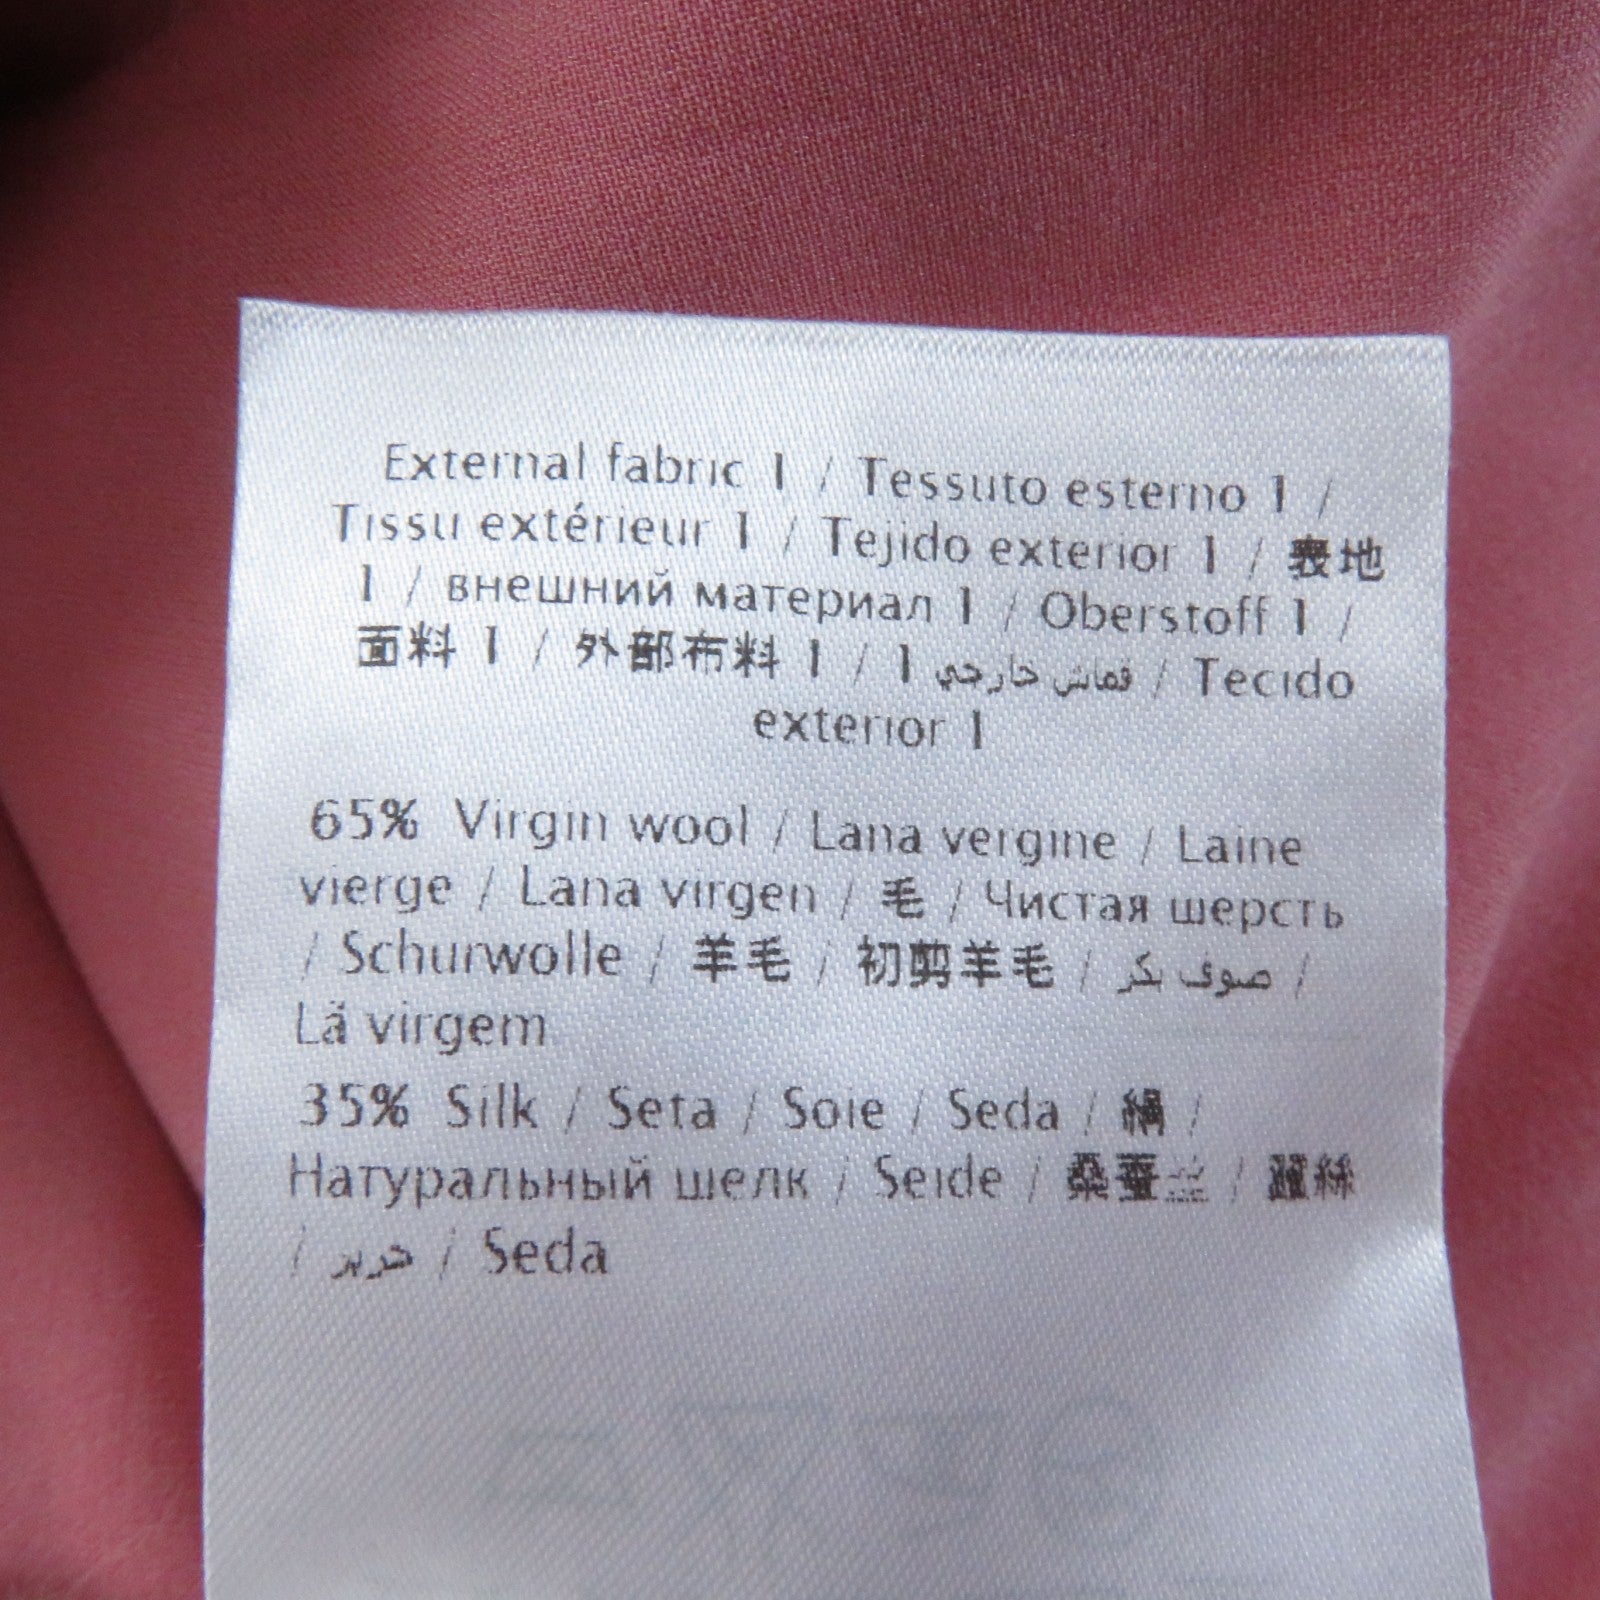 External fabric 1 / Tessuto esterno 1 /
Tissu extérieur 1 / Tejido exterior 1 / 表地
1 / внешний материал 1 / Oberstoff 1 /
面料 1 / 外部布料 1 / قماش خارجي 1 / Tecido
exterior 1
65% Virgin wool / Lana vergine / Laine
vierge / Lana virgen / 毛 / Чистая шерсть
/ Schurwolle / 羊毛 / 初剪羊毛 / صوف بكر /
Lã virgem
35% Silk / Seta / Soie / Seda / 絹 /
Натуральный шелк / Seide / 桑蚕丝 / 蠶絲
/ حرير / Seda